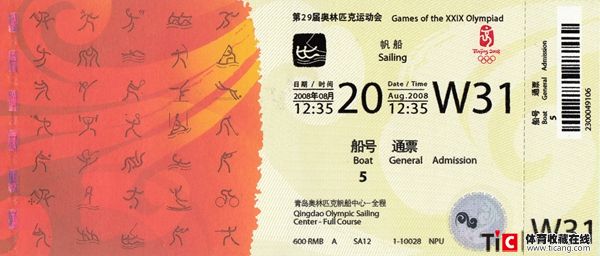 第29届奥林匹克运动会 Games of the XXIX Olympiad
帆船
Sailing
Beijing 2008
日期 / 时间 Date / Time
2008年08月 20 Aug.2008 W31
12:35 12:35
船号 通票
Boat General Admission
5
青岛奥林匹克帆船中心－全程
Qingdao Olympic Sailing
Center - Full Course
600 RMB A SA12 1-10028 NPU
船号 通票
Boat General Admission
5
2300049106
W31
TiC 体育收藏在线
www.ticang.com